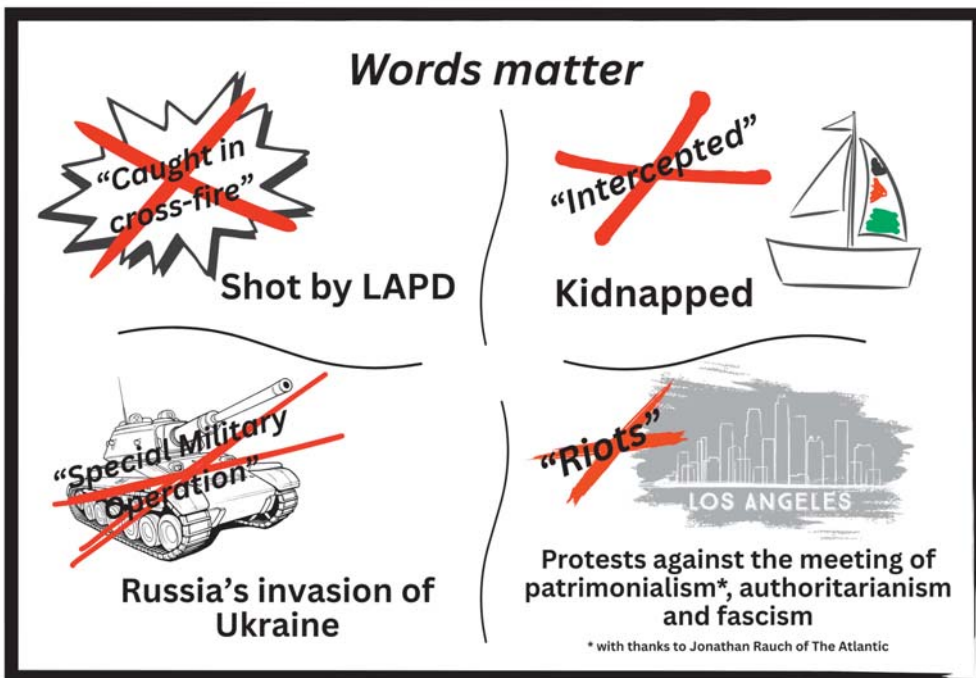 Words matter
“Caught in
cross-fire”
Shot by LAPD
“Intercepted”
Kidnapped
“Special Military
Operation”
Russia’s invasion of
Ukraine
“Riots”
LOS ANGELES
Protests against the meeting of
patrimonialism*, authoritarianism
and fascism
* with thanks to Jonathan Rauch of The Atlantic